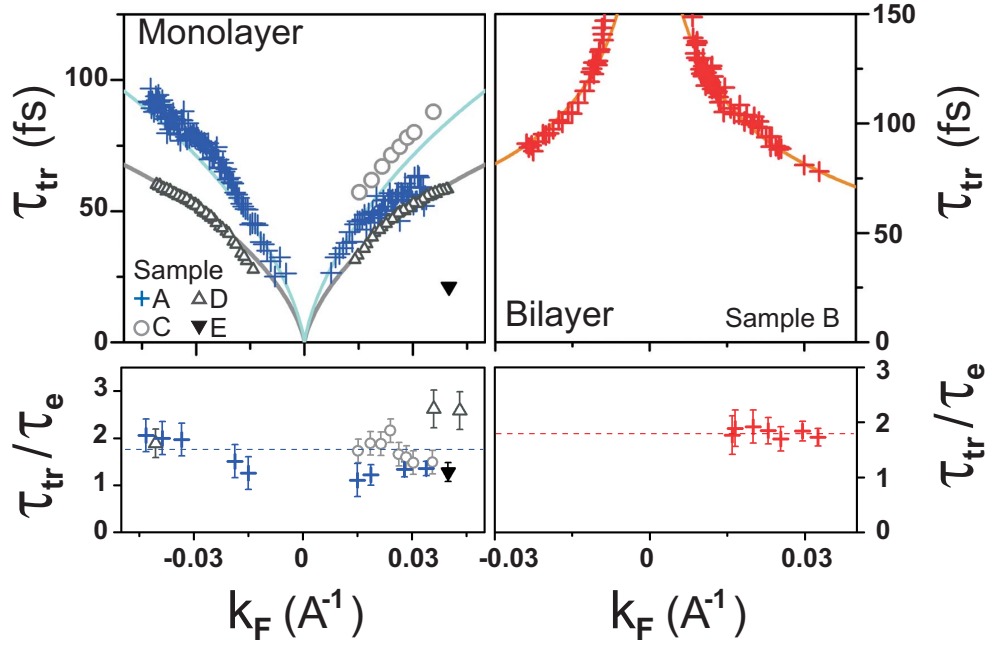 Monolayer
τtr (fs)
100
50
0
Sample
A
D
C
E
150
100
50
0
τtr (fs)
Bilayer
Sample B
τtr/τe
3
2
1
0
-0.03
0
0.03
kF (A-1)
3
2
1
0
τtr/τe
-0.03
0
0.03
kF (A-1)